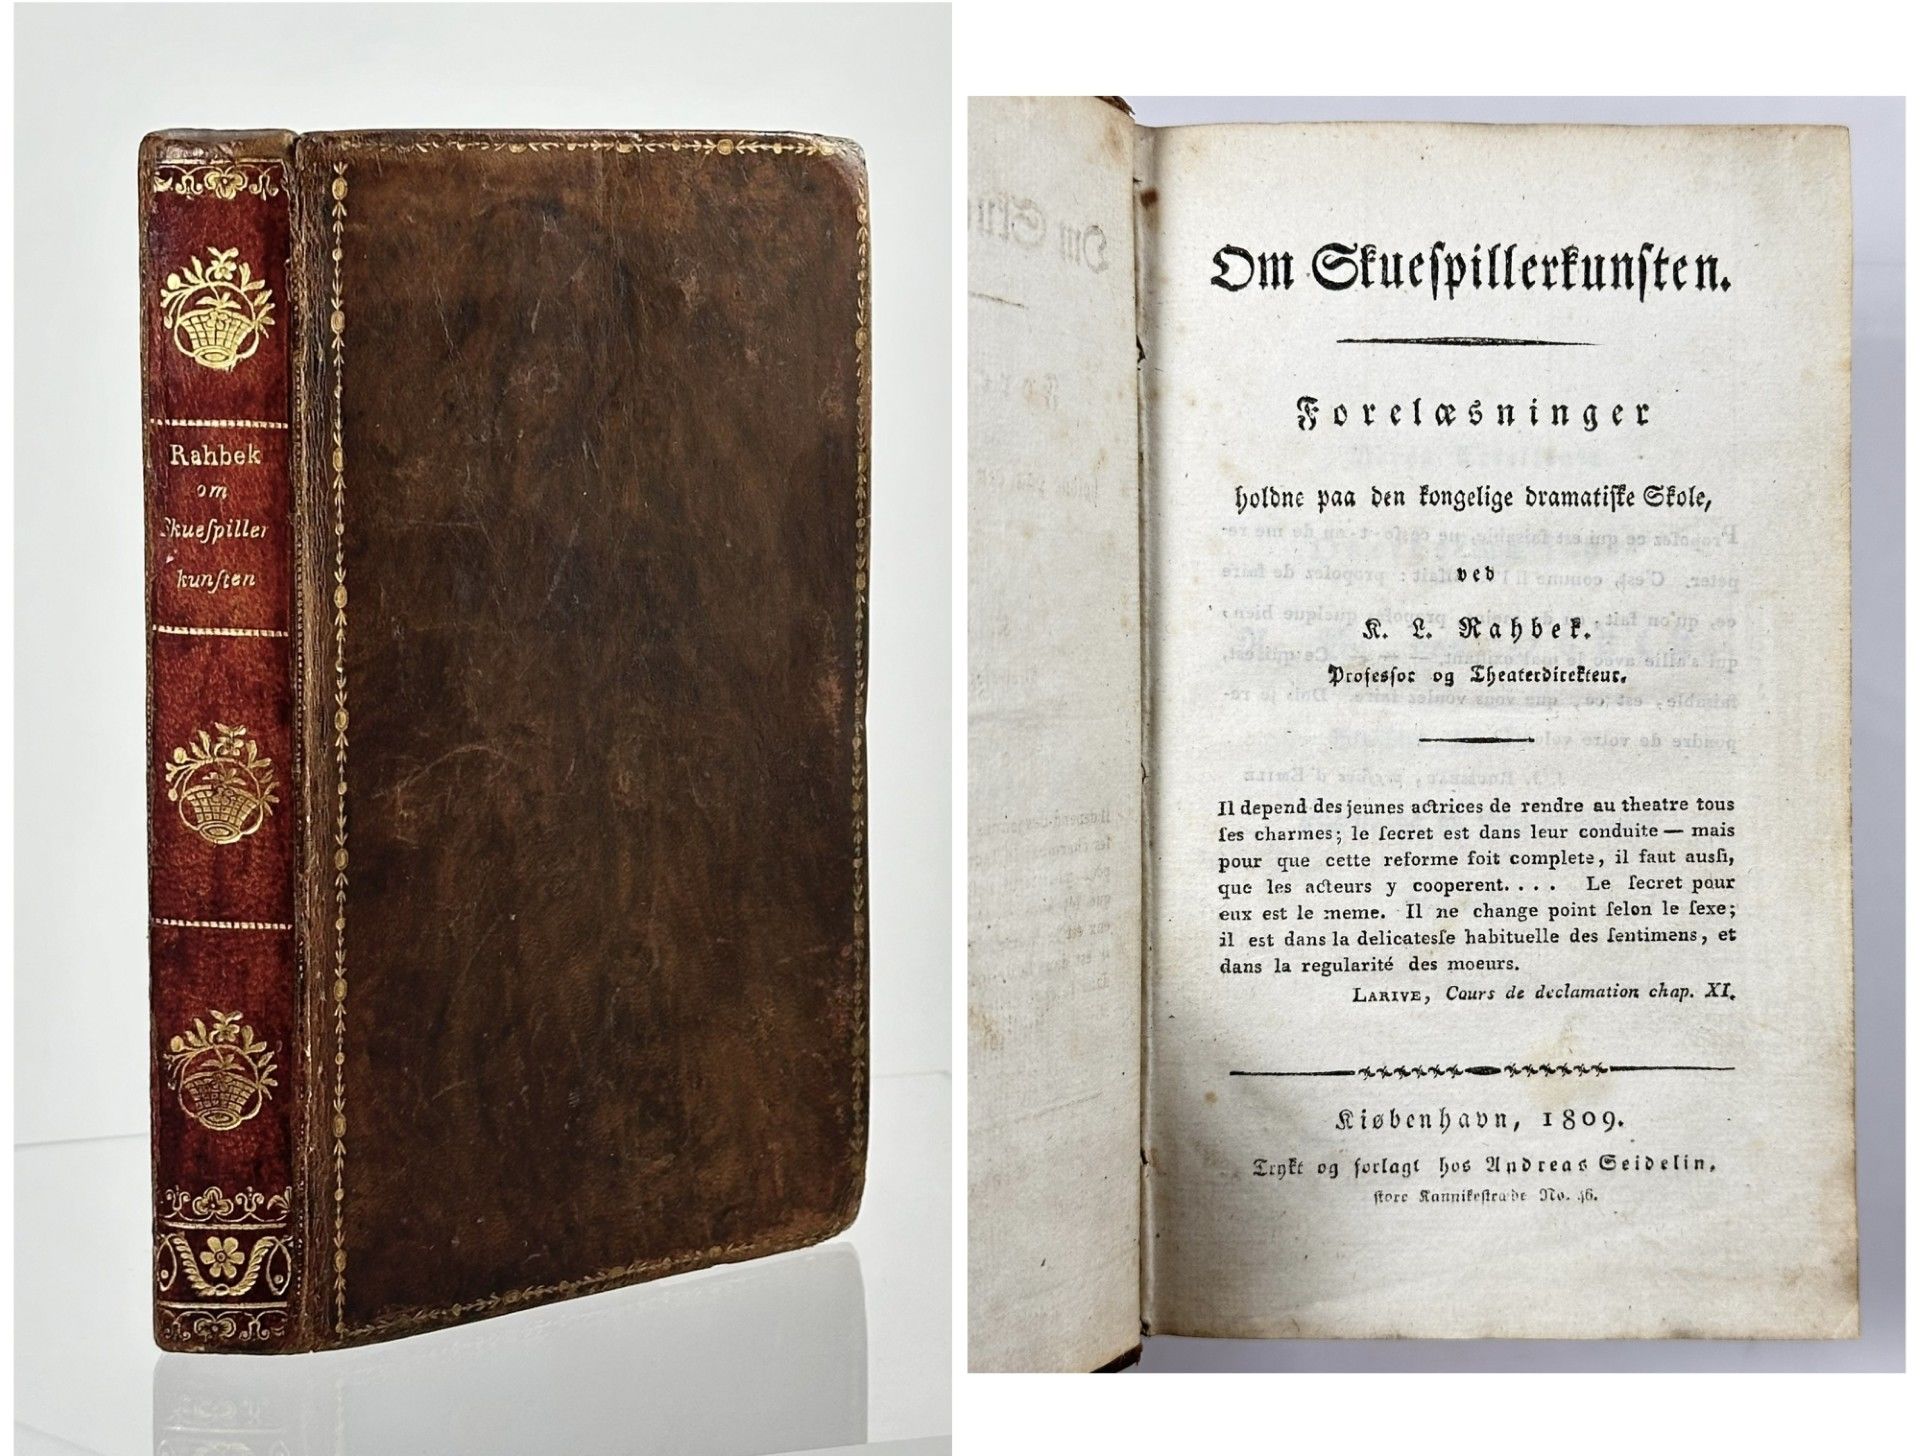 Rahbek
om
Skueſpiller
kunſten
Om Skueſpillerkunſten.
Forelæsninger
holdne paa den kongelige dramatiſke Skole,
ved
K. L. Rahbek.
Professor og Theaterdirekteur.
Il depend des jeunes actrices de rendre au theatre tous
ſes charmes; le ſecret est dans leur conduite — mais
pour que cette reforme ſoit complete, il faut ausſi,
que les acteurs y cooperent. . . . Le ſecret pour
eux est le meme. Il ne change point ſelon le ſexe;
il est dans la delicatesſe habituelle des ſentimens, et
dans la regularité des moeurs.
LARIVE, Cours de declamation chap. XI.
Kiøbenhavn, 1809.
Trykt og forlagt hos Andreas Seidelin,
ſtore Kannikeſtræde No. 46.